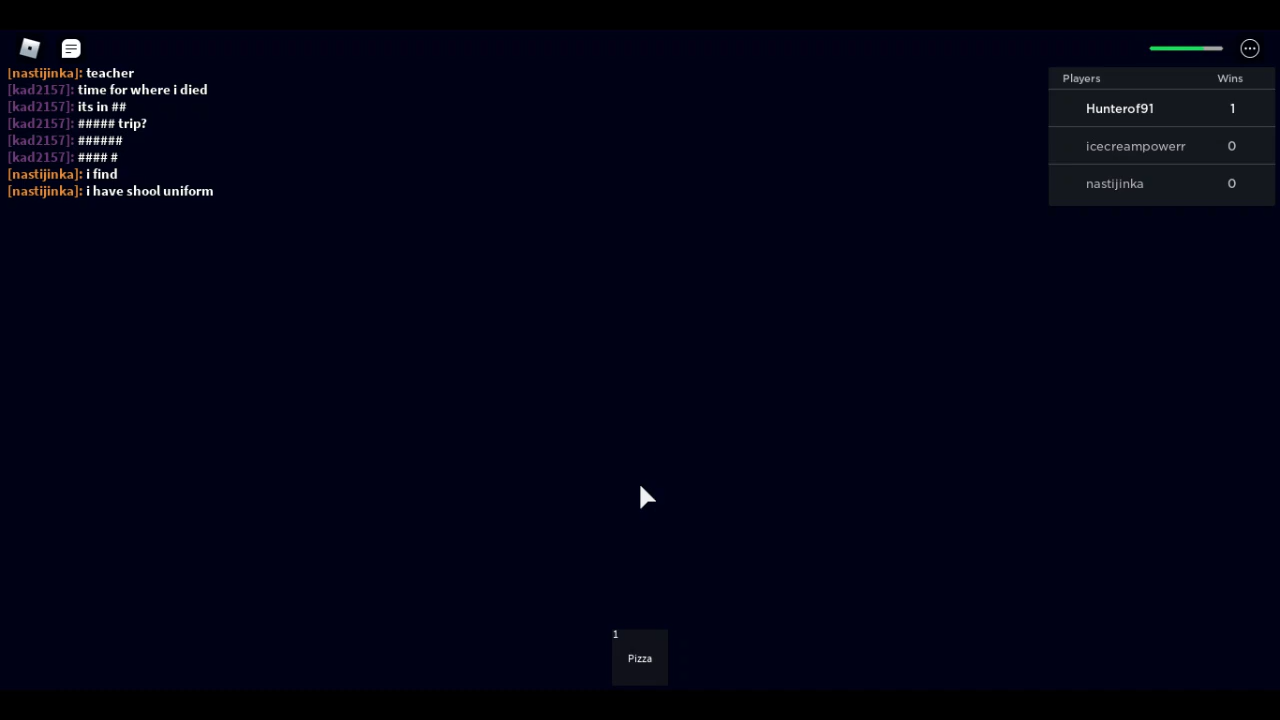 [nastijinka]: teacher
[kad2157]: time for where i died
[kad2157]: its in ##
[kad2157]: ##### trip?
[kad2157]: ######
[kad2157]: #### #
[nastijinka]: i find
[nastijinka]: i have shool uniform
Players Wins
Hunterof91 1
icecreampowerr 0
nastijinka 0
1
Pizza